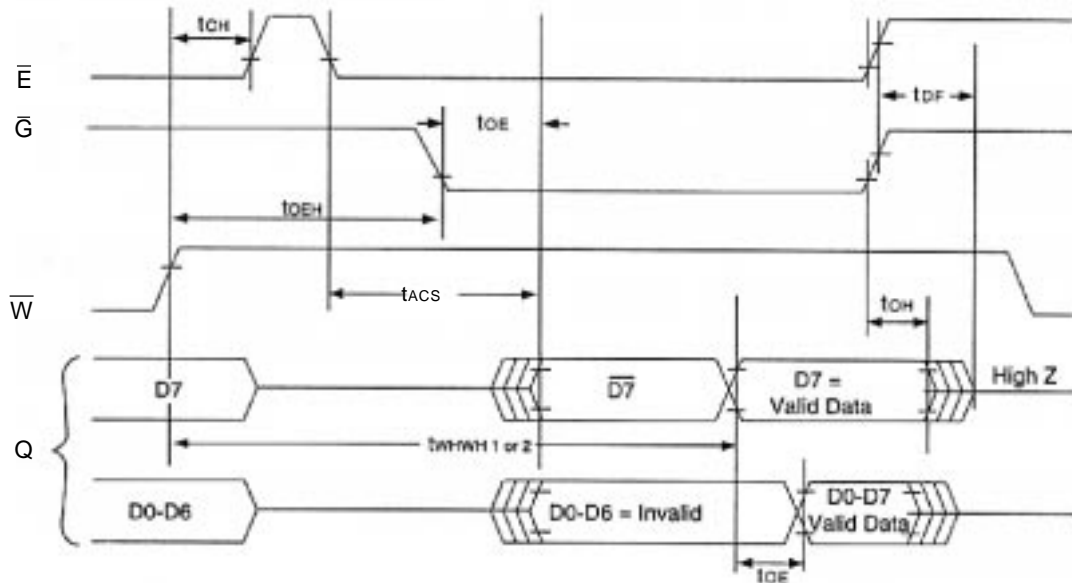 tCH
E̅
tDF
G̅
tOE
tOEH
W̅
tACS
tOH
D7
D̅7̅
D7 =
Valid Data
High Z
Q
tWHWH 1 or 2
D0-D6
D0-D6 = Invalid
D0-D7
Valid Data
tOE